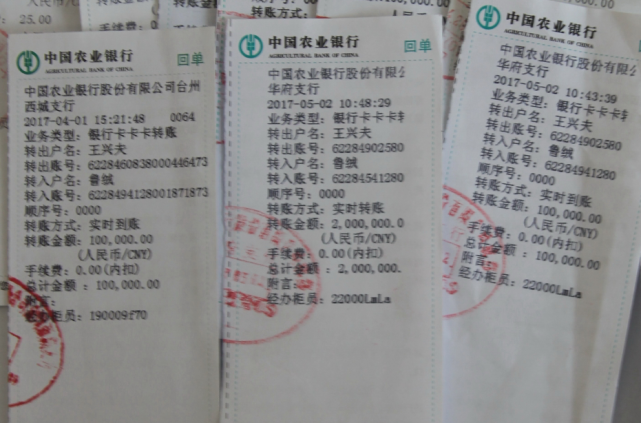 人民币/
25.00
手续费:
转账
转账方式:
000.00
中国农业银行
AGRICULTURAL BANK OF CHINA
回单
中国农业银行股份有限公司台州
西城支行
2017-04-01 15:21:48 0064
业务类型: 银行卡卡卡转账
转出户名: 王兴夫
转出账号: 6228460838000446473
转入户名: 鲁绒
转入账号: 6228494128001871873
顺序号: 0000
转账方式: 实时到账
转账金额: 100,000.00
(人民币/CNY)
手续费: 0.00(内扣)
总计金额 : 100,000.00
附言:
经办柜员: 190009f70
中国农业银行
AGRICULTURAL BANK OF CHINA
回单
中国农业银行股份有限
华府支行
2017-05-02 10:48:29
业务类型: 银行卡卡卡转
转出户名: 王兴夫
转出账号: 62284902580
转入户名: 鲁绒
转入账号: 62284541280
顺序号: 0000
转账方式: 实时转账
转账金额: 2,000,000.0
(人民币/CNY)
手续费: 0.00(内扣)
总计金额 : 2,000,000.
附言:
经办柜员: 22000LmLa
中国农业银行
AGRICULTURAL BANK OF CHINA
回单
中国农业银行股份有限
华府支行
2017-05-02 10:43:39
业务类型: 银行卡卡卡
转出户名: 王兴夫
转出账号: 62284902580
转入户名: 鲁绒
转入账号: 62284941280
顺序号: 0000
转账方式: 实时到账
转账金额: 100,000.00
(人民币/CNY)
手续费: 0.00(内扣)
总计金额 : 100,000.00
附言:
经办柜员: 22000LmLa